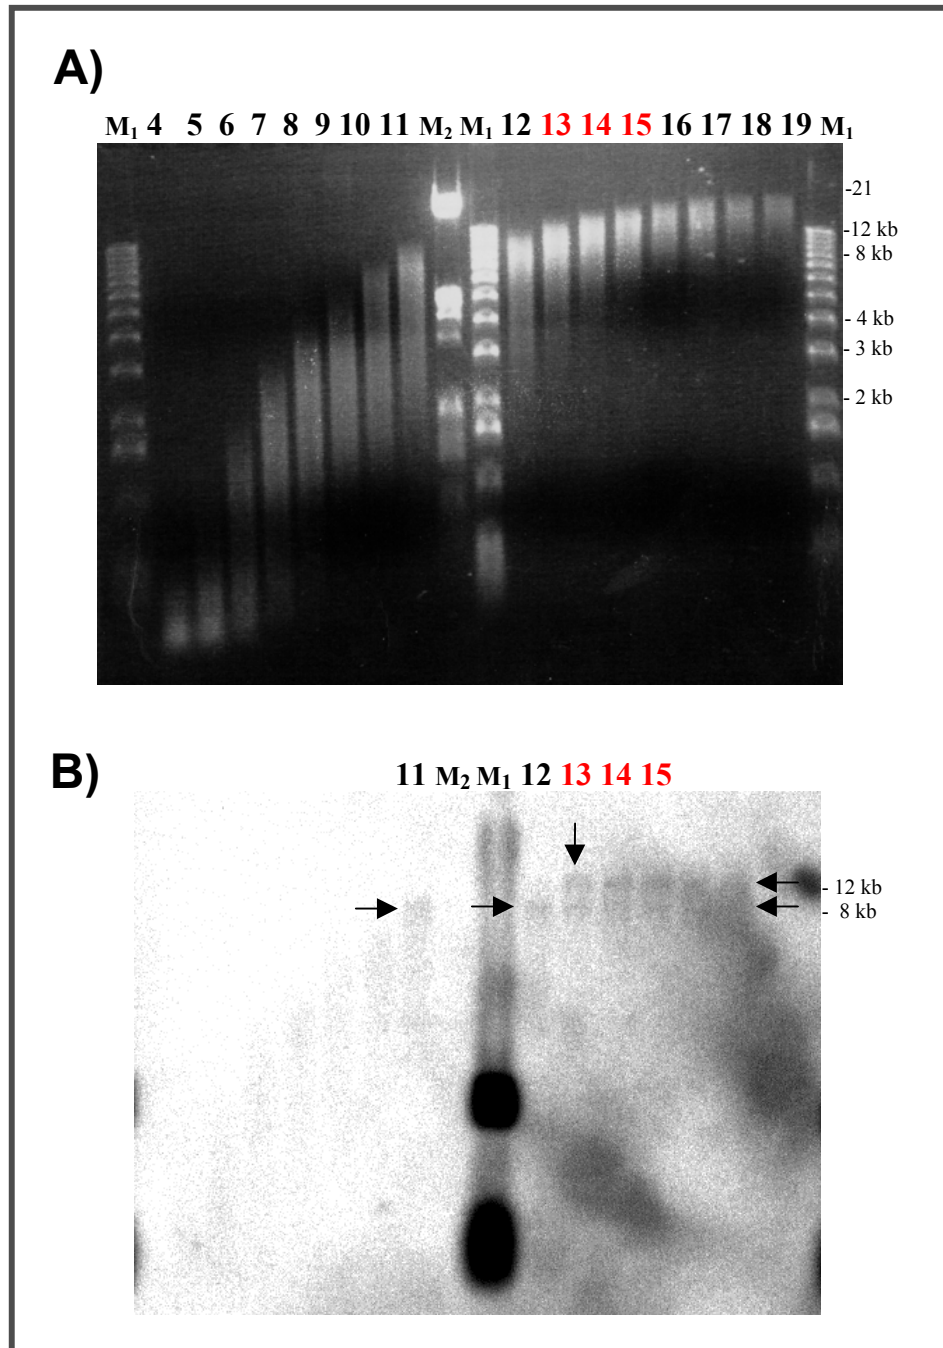 A)
M₁ 4 5 6 7 8 9 10 11 M₂ M₁ 12 13 14 15 16 17 18 19 M₁
-21
-12 kb
- 8 kb
- 4 kb
- 3 kb
- 2 kb
B)
11 M₂ M₁ 12 13 14 15
- 12 kb
- 8 kb